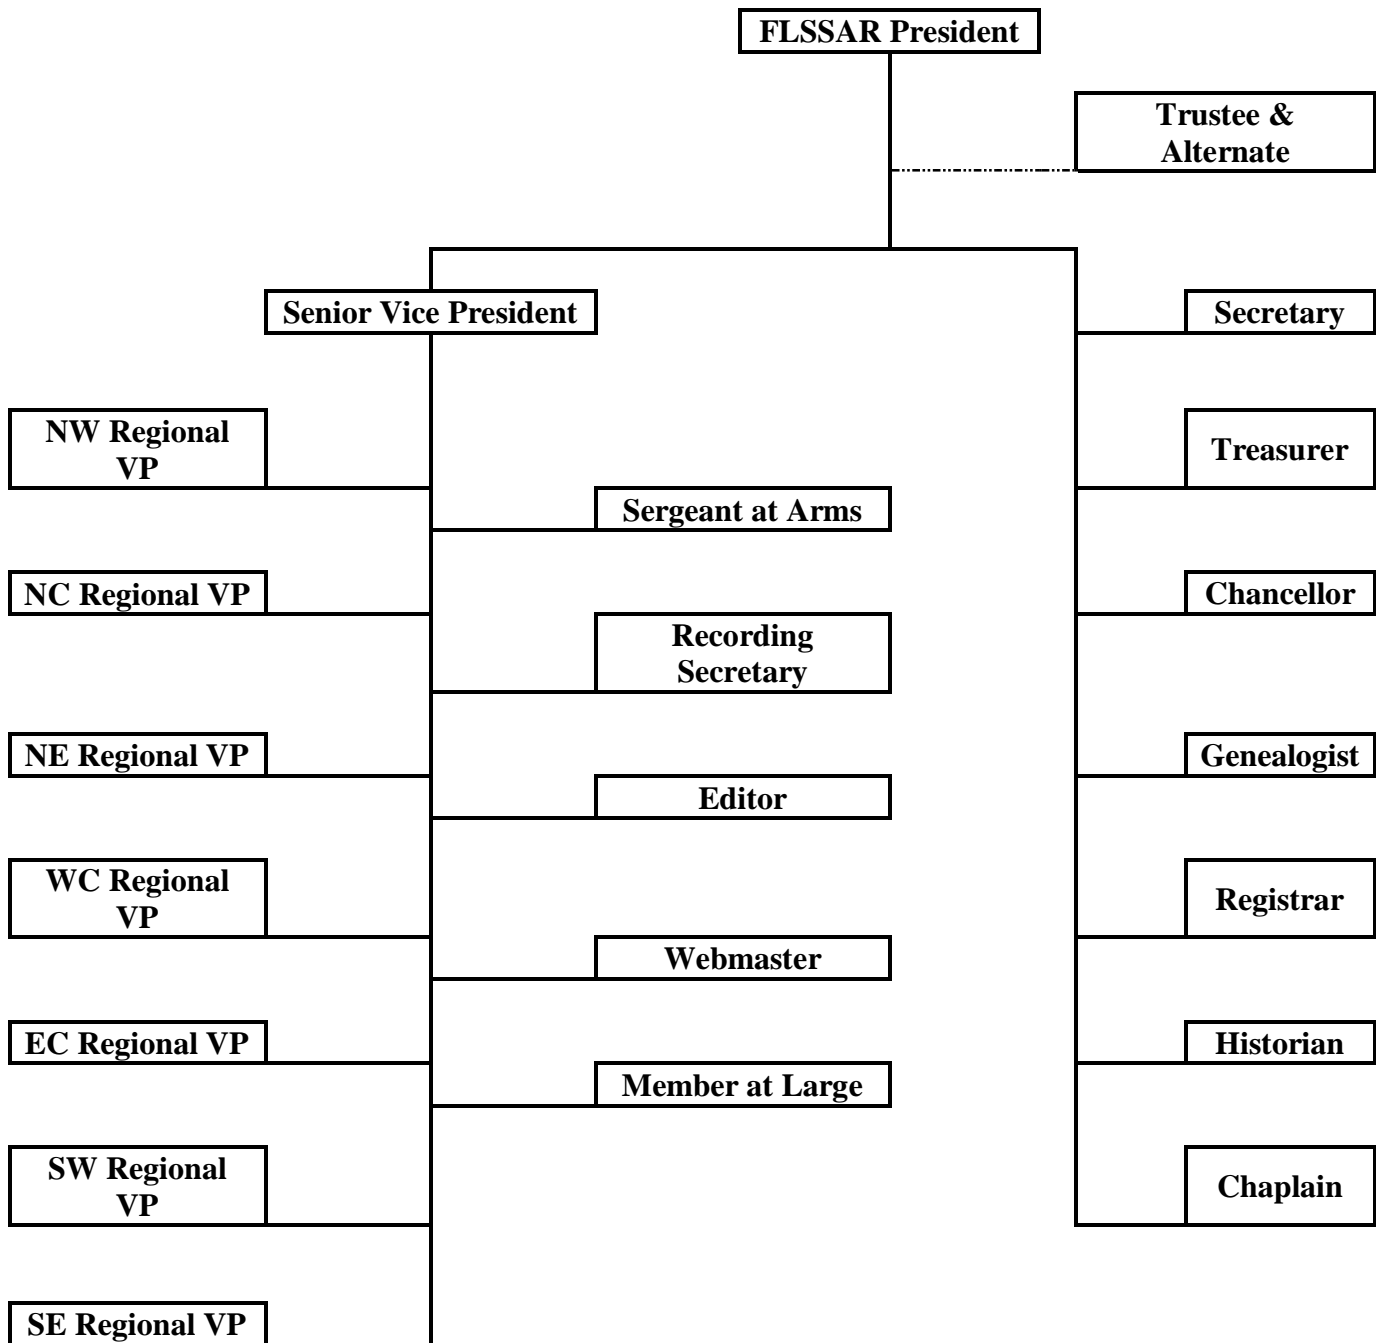 FLSSAR President
Trustee &
Alternate
Senior Vice President
Secretary
NW Regional
VP
Treasurer
Sergeant at Arms
NC Regional VP
Chancellor
Recording
Secretary
NE Regional VP
Genealogist
Editor
WC Regional
VP
Registrar
Webmaster
EC Regional VP
Historian
Member at Large
SW Regional
VP
Chaplain
SE Regional VP